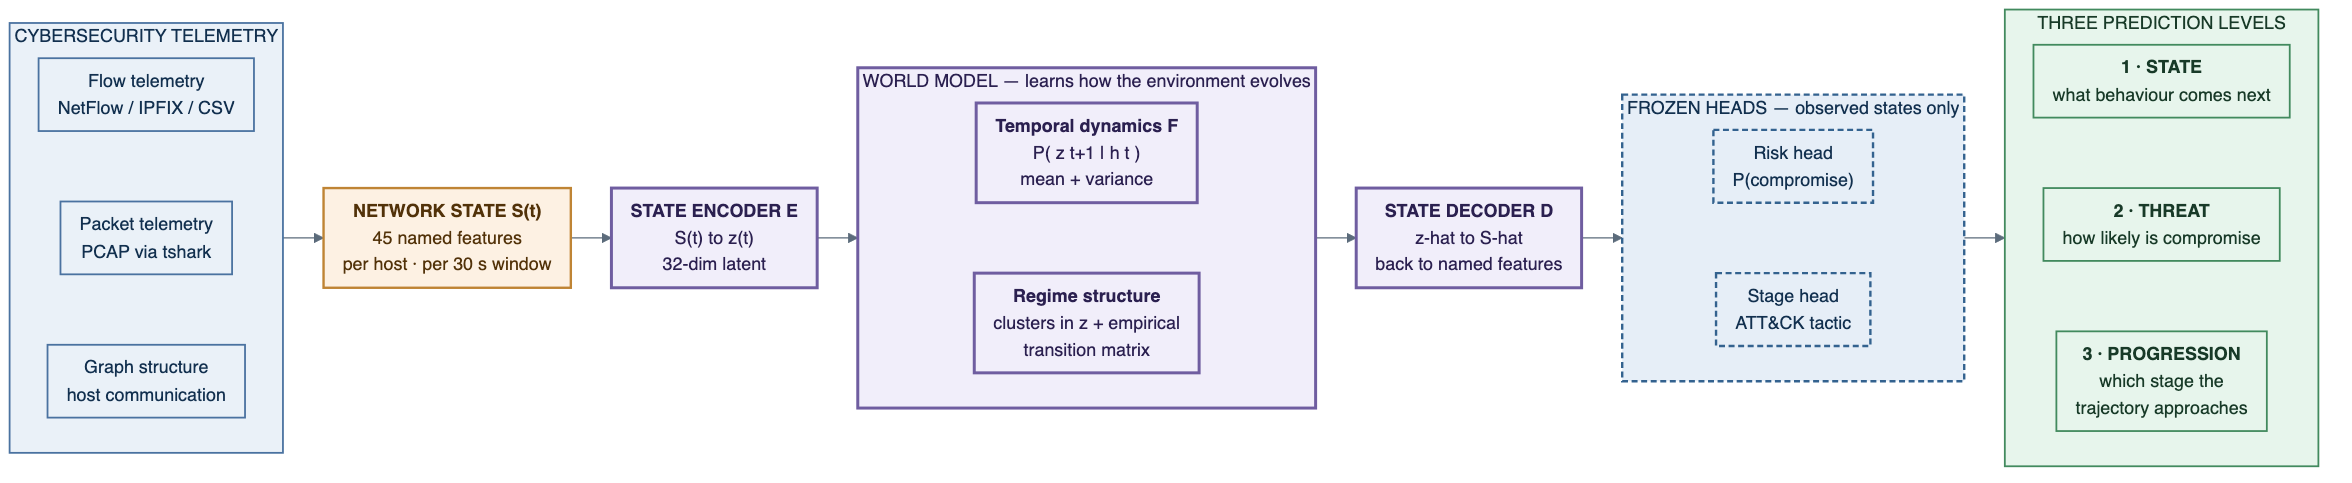 CYBERSECURITY TELEMETRY
Flow telemetry
NetFlow / IPFIX / CSV
Packet telemetry
PCAP via tshark
Graph structure
host communication
NETWORK STATE S(t)
45 named features
per host · per 30 s window
STATE ENCODER E
S(t) to z(t)
32-dim latent
WORLD MODEL — learns how the environment evolves
Temporal dynamics F
P( z t+1 | h t )
mean + variance
Regime structure
clusters in z + empirical
transition matrix
STATE DECODER D
z-hat to S-hat
back to named features
FROZEN HEADS — observed states only
Risk head
P(compromise)
Stage head
ATT&CK tactic
THREE PREDICTION LEVELS
1 · STATE
what behaviour comes next
2 · THREAT
how likely is compromise
3 · PROGRESSION
which stage the
trajectory approaches